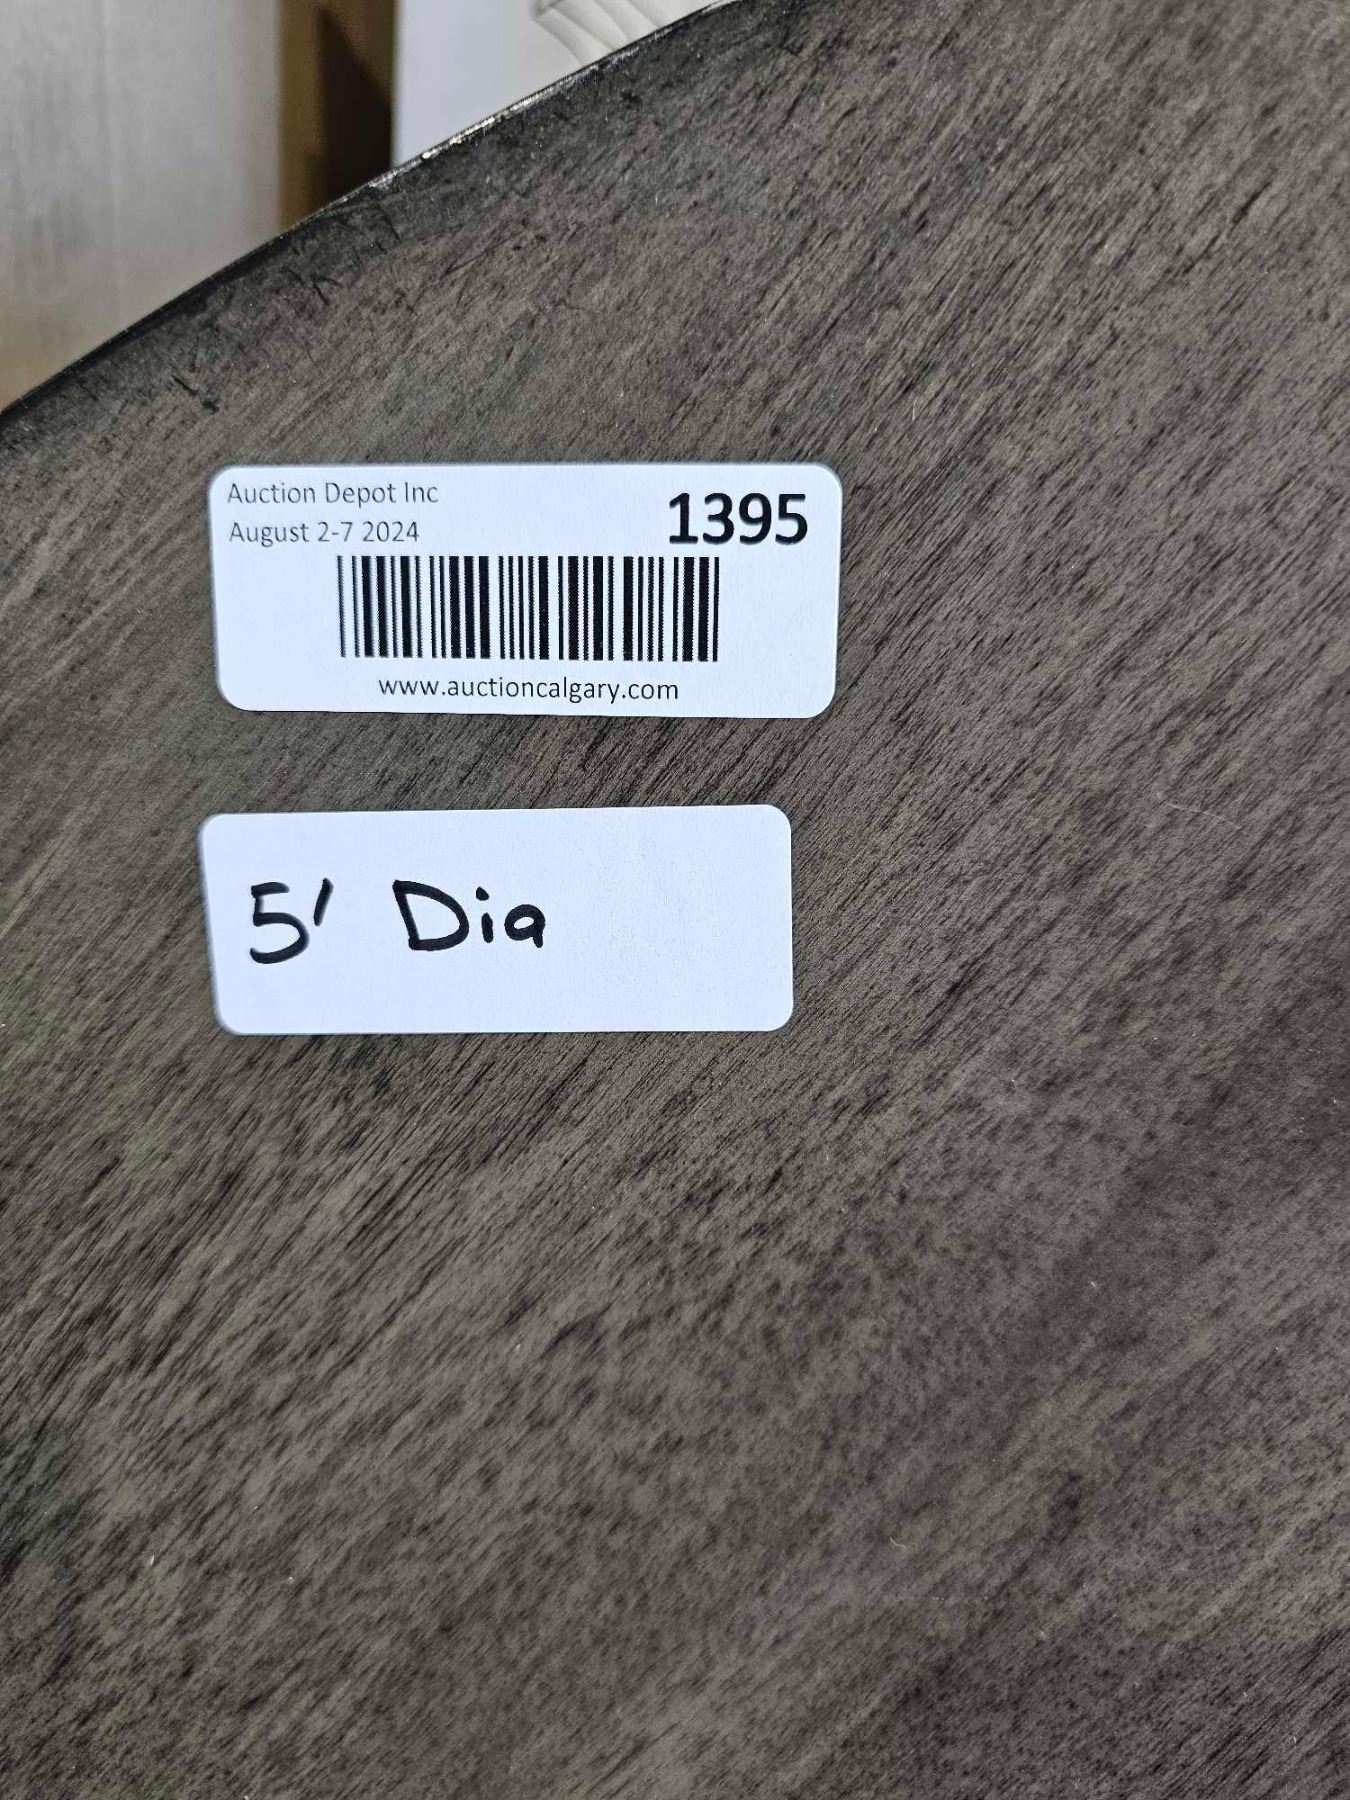 Auction Depot Inc
1395
August 2-7 2024
www.auctioncalgary.com
5' Dia